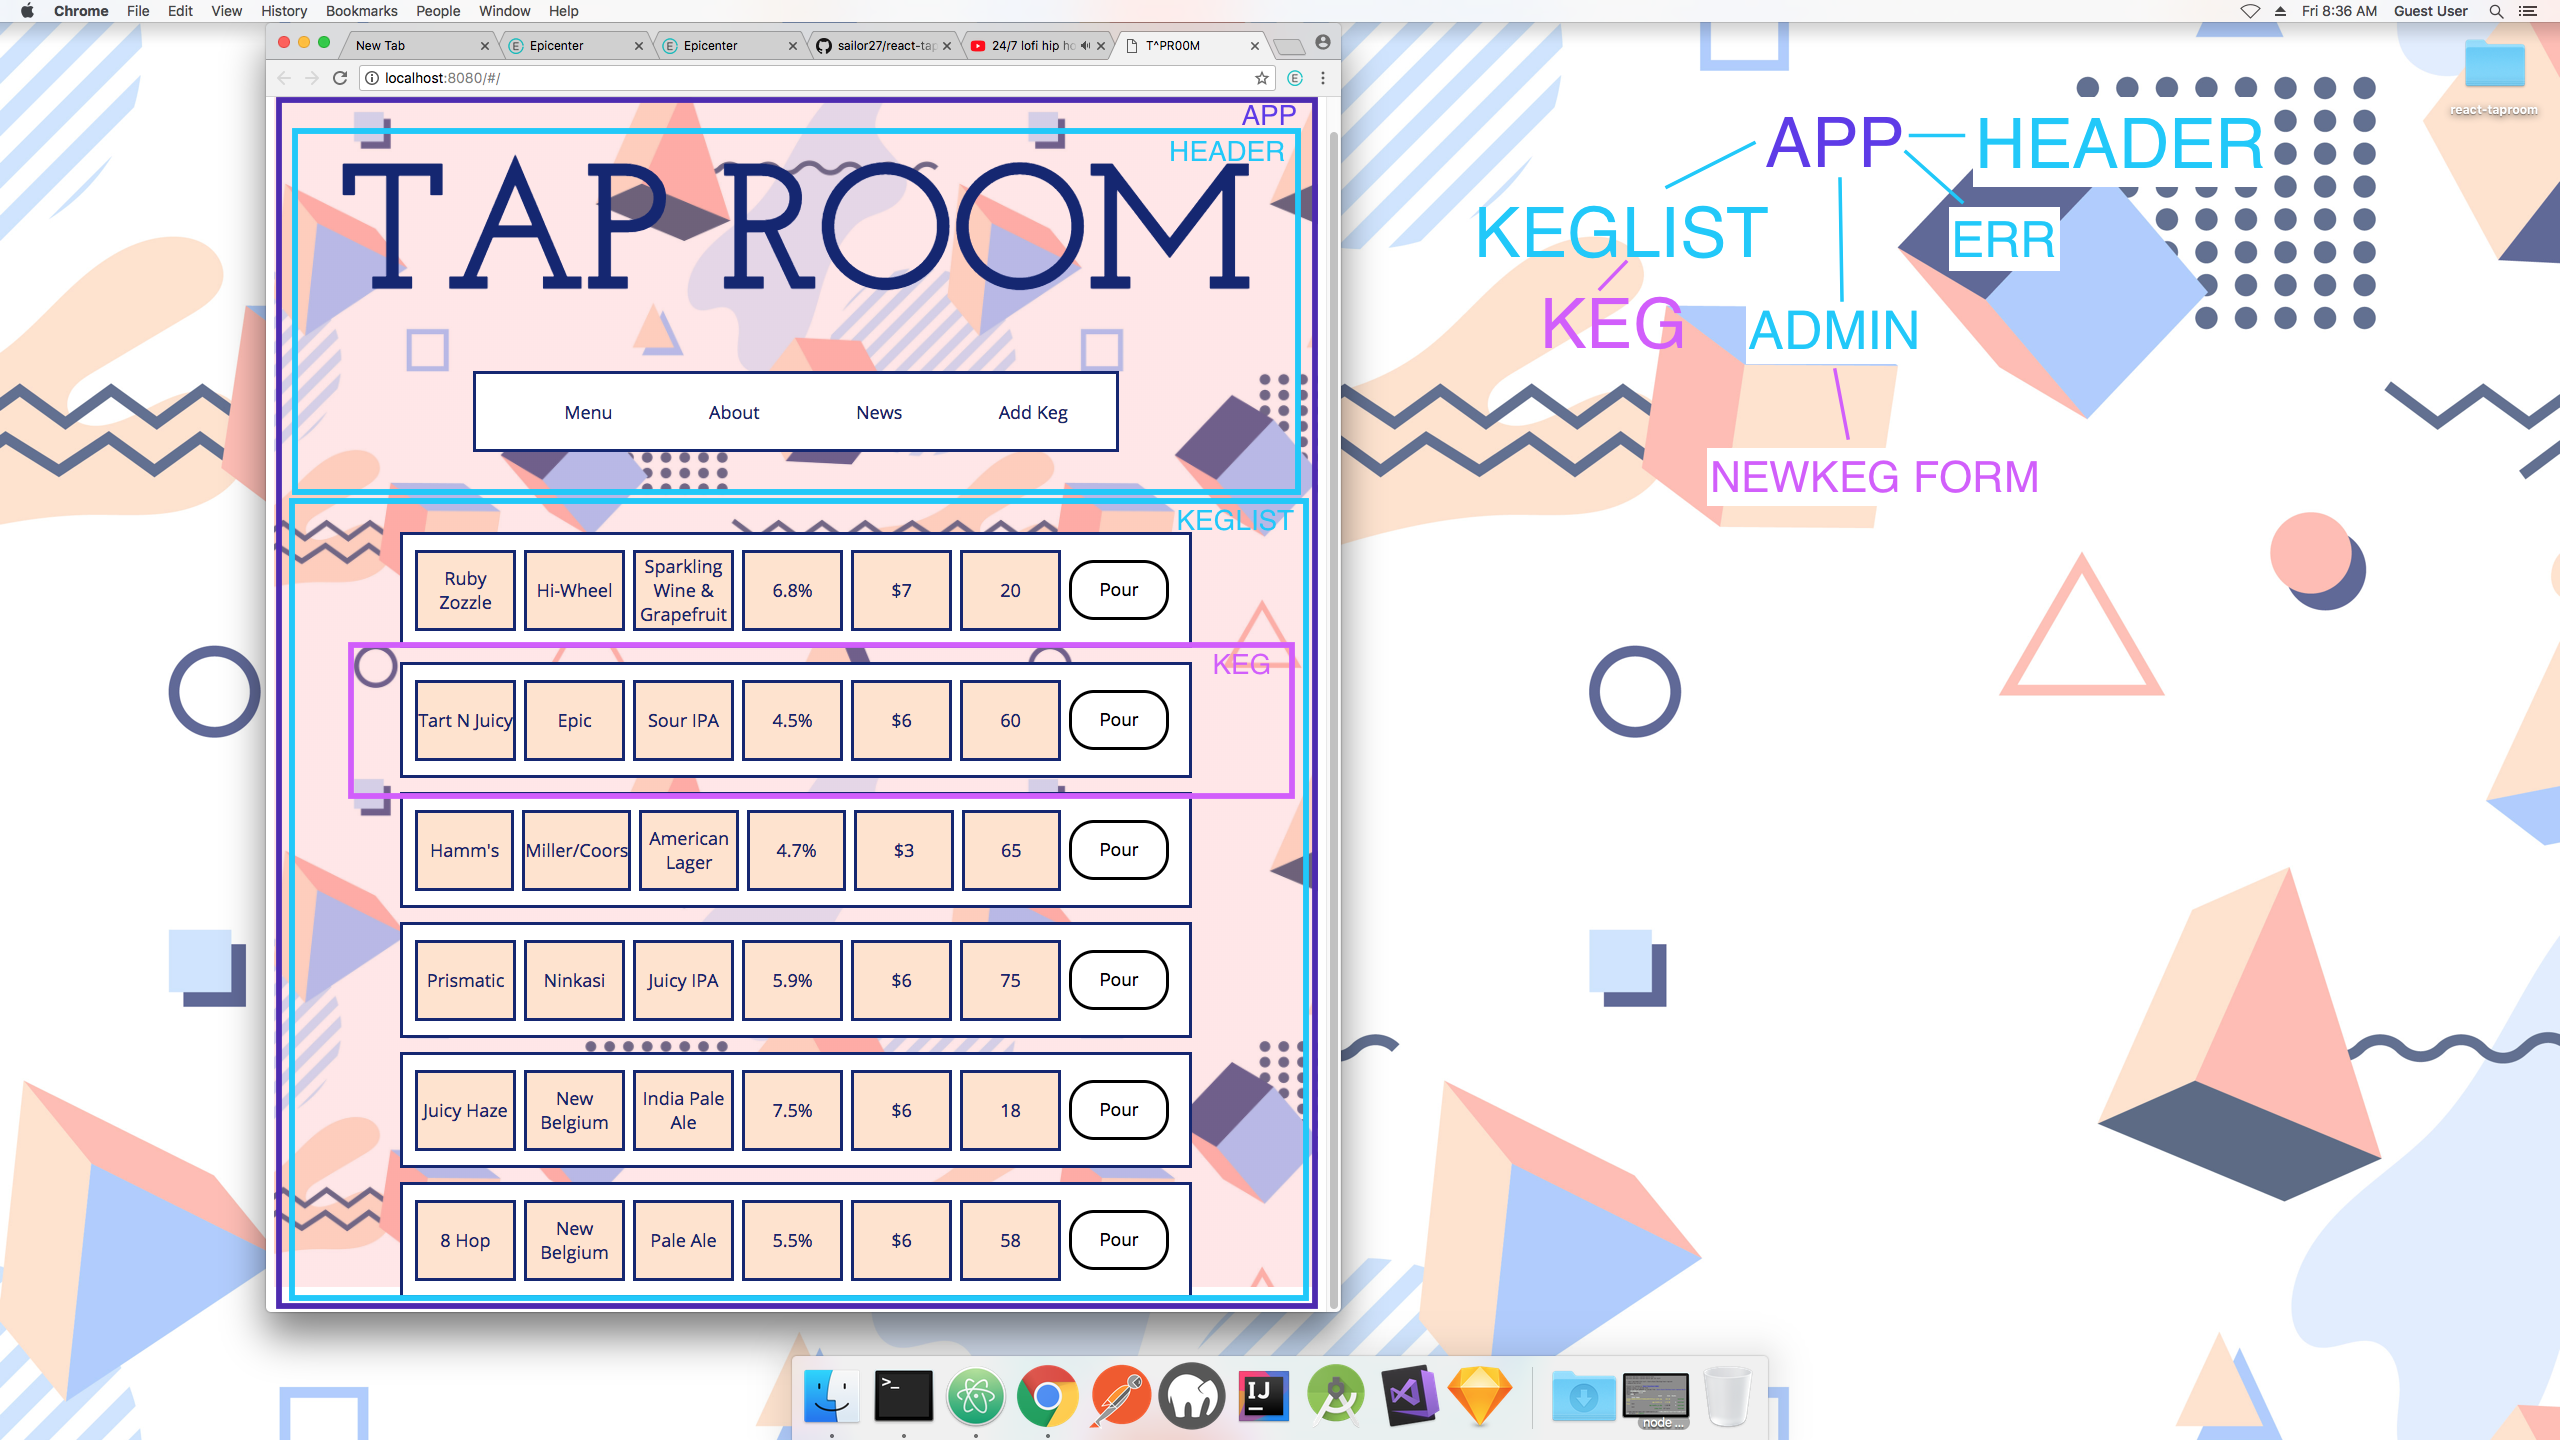 Chrome File Edit View History Bookmarks People Window Help
Fri 8:36 AM Guest User
New Tab
Epicenter
Epicenter
sailor27/react-tap
24/7 lofi hip ho
T^PR00M
localhost:8080/#/
react-taproom
APP
HEADER
TAP ROOM
Menu About News Add Keg
KEGLIST
Ruby
Zozzle
Hi-Wheel
Sparkling
Wine &
Grapefruit
6.8%
$7
20
Pour
KEG
Tart N Juicy
Epic
Sour IPA
4.5%
$6
60
Pour
Hamm's
Miller/Coors
American
Lager
4.7%
$3
65
Pour
Prismatic
Ninkasi
Juicy IPA
5.9%
$6
75
Pour
Juicy Haze
New
Belgium
India Pale
Ale
7.5%
$6
18
Pour
8 Hop
New
Belgium
Pale Ale
5.5%
$6
58
Pour
APP
HEADER
KEGLIST
ERR
KEG
ADMIN
NEWKEG FORM
>_
IJ
node ...